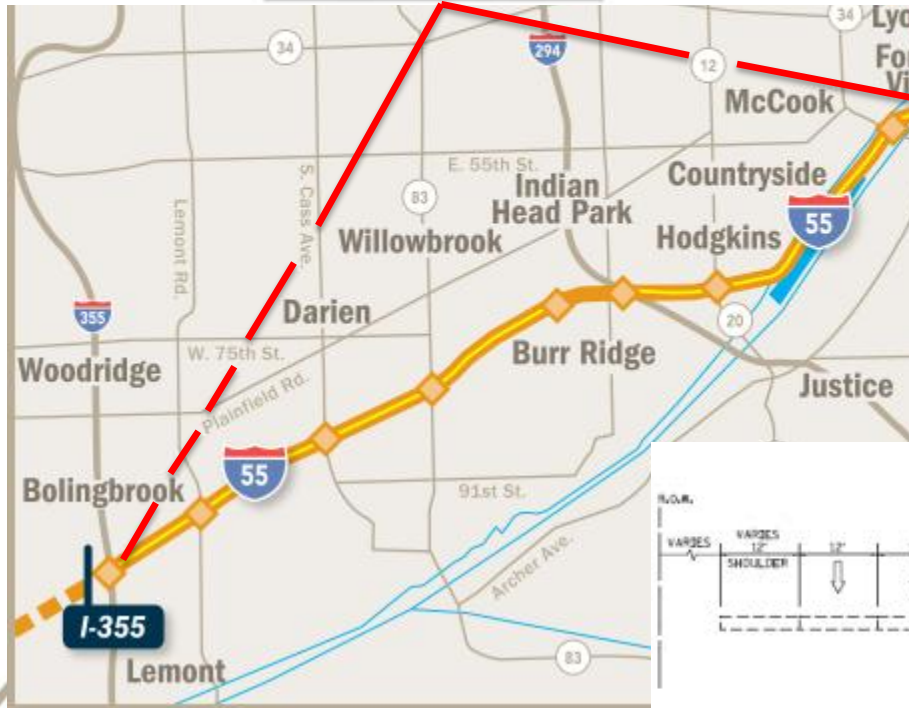 34
294
12
34
Lyo
Fo
Vi
McCook
E. 55th St.
S. Cass Ave.
Lemont Rd.
83
Indian
Head Park
Countryside
55
Willowbrook
Hodgkins
Darien
355
20
W. 75th St.
Burr Ridge
Woodridge
Plainfield Rd.
Justice
55
Bolingbrook
91st St.
R.O.W.
VARIES
VARIES
12"
12"
SHOULDER
Archer Ave.
I-355
83
Lemont